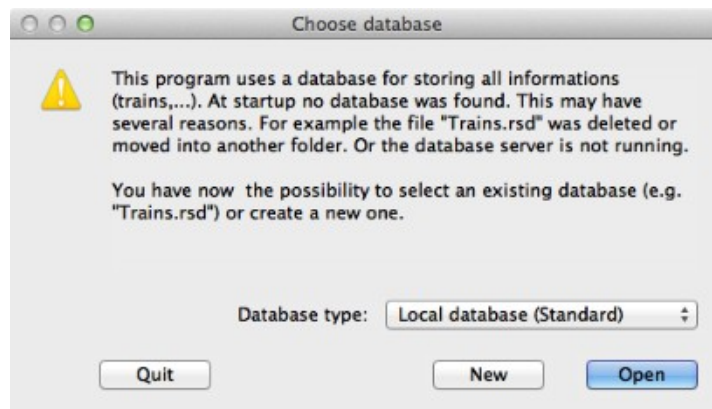 Choose database
This program uses a database for storing all informations
(trains,...). At startup no database was found. This may have
several reasons. For example the file "Trains.rsd" was deleted or
moved into another folder. Or the database server is not running.
You have now  the possibility to select an existing database (e.g.
"Trains.rsd") or create a new one.
Database type: Local database (Standard)
Quit New Open